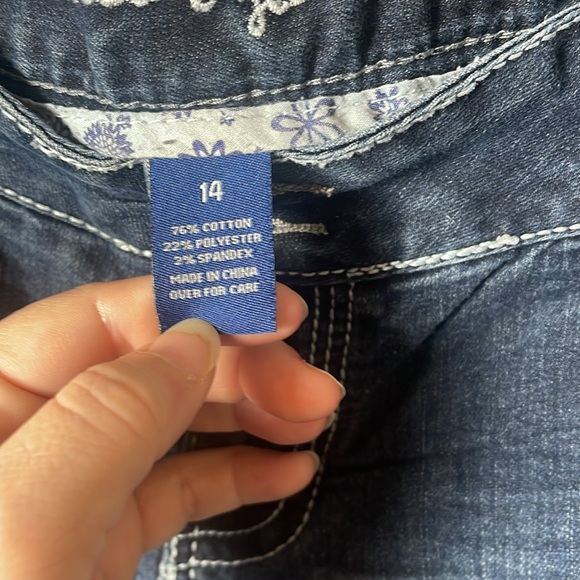 14
76% COTTON
22% POLYESTER
2% SPANDEX
MADE IN CHINA
OVER FOR CARE